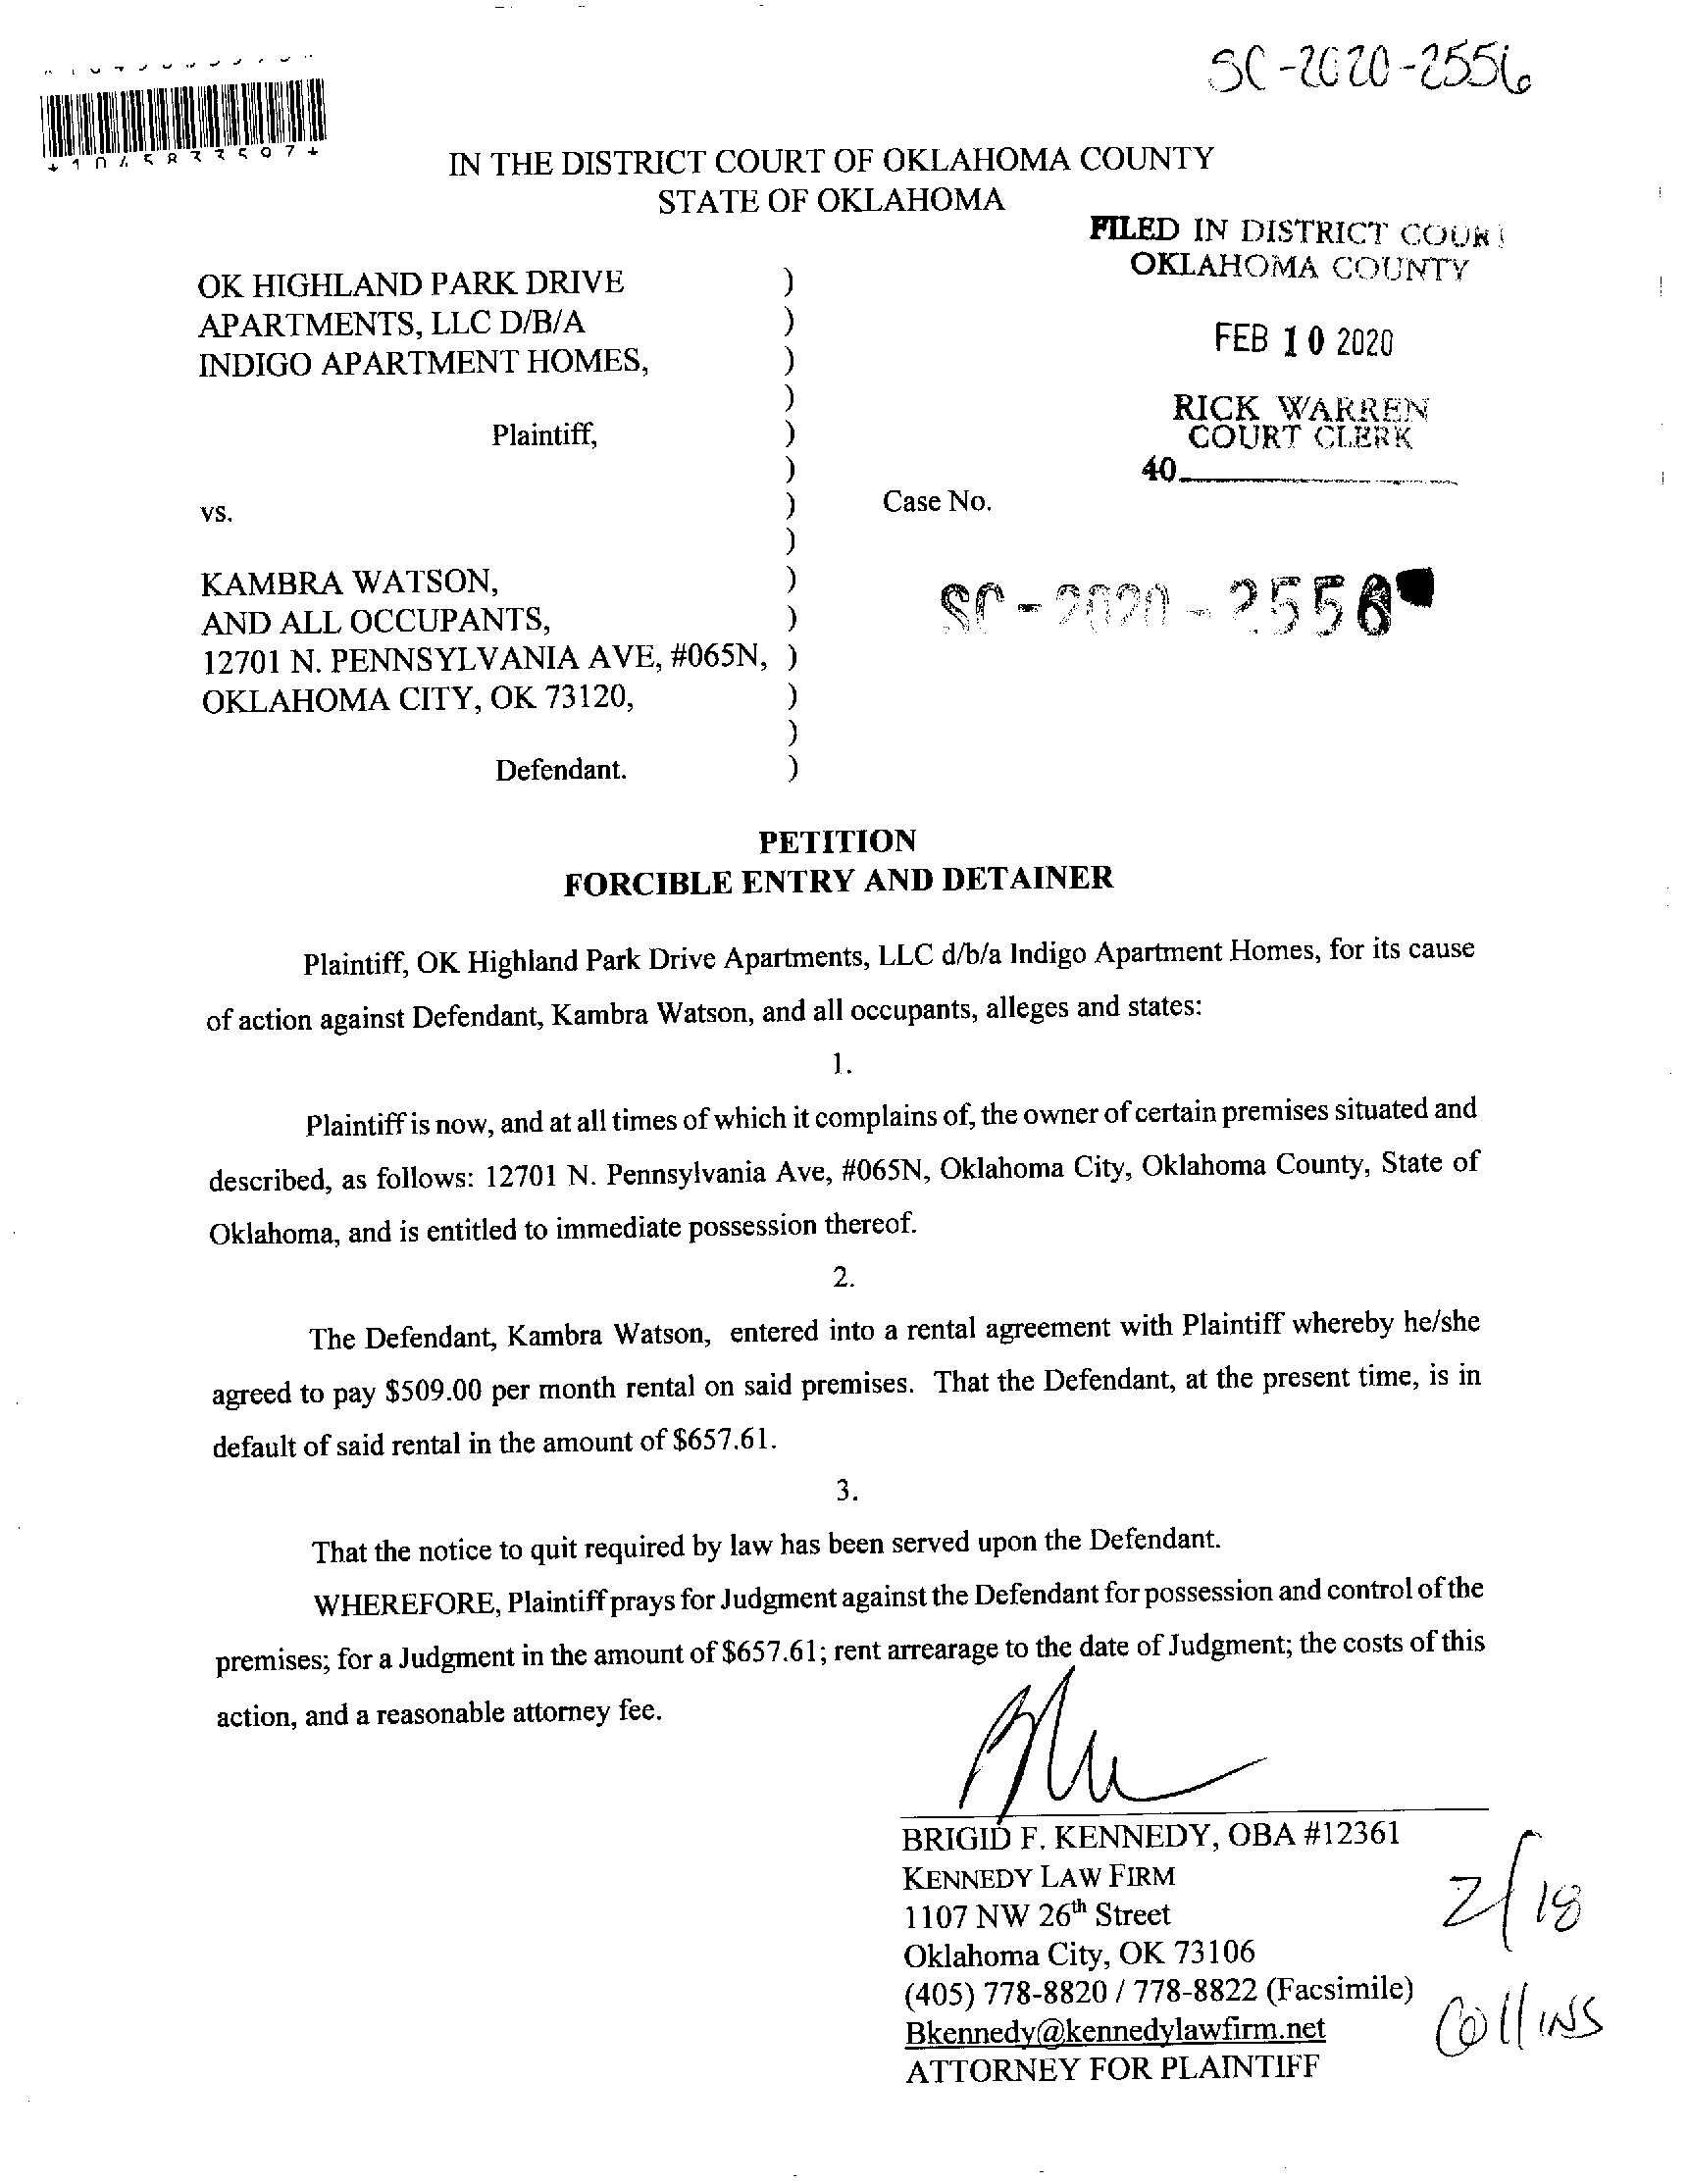 SC-2020-2556
IN THE DISTRICT COURT OF OKLAHOMA COUNTY
STATE OF OKLAHOMA
FILED IN DISTRICT COURT
OKLAHOMA COUNTY
FEB 10 2020
RICK WARREN
COURT CLERK
40
OK HIGHLAND PARK DRIVE )
APARTMENTS, LLC D/B/A )
INDIGO APARTMENT HOMES, )
)
Plaintiff, )
)
vs. ) Case No.
)
KAMBRA WATSON, ) SC-2020-2556
AND ALL OCCUPANTS, )
12701 N. PENNSYLVANIA AVE, #065N, )
OKLAHOMA CITY, OK 73120, )
)
Defendant. )
PETITION
FORCIBLE ENTRY AND DETAINER
Plaintiff, OK Highland Park Drive Apartments, LLC d/b/a Indigo Apartment Homes, for its cause
of action against Defendant, Kambra Watson, and all occupants, alleges and states:
1.
Plaintiff is now, and at all times of which it complains of, the owner of certain premises situated and
described, as follows: 12701 N. Pennsylvania Ave, #065N, Oklahoma City, Oklahoma County, State of
Oklahoma, and is entitled to immediate possession thereof.
2.
The Defendant, Kambra Watson, entered into a rental agreement with Plaintiff whereby he/she
agreed to pay $509.00 per month rental on said premises. That the Defendant, at the present time, is in
default of said rental in the amount of $657.61.
3.
That the notice to quit required by law has been served upon the Defendant.
WHEREFORE, Plaintiff prays for Judgment against the Defendant for possession and control of the
premises; for a Judgment in the amount of $657.61; rent arrearage to the date of Judgment; the costs of this
action, and a reasonable attorney fee.
BRIGID F. KENNEDY, OBA #12361
KENNEDY LAW FIRM
1107 NW 26th Street
Oklahoma City, OK 73106
(405) 778-8820 / 778-8822 (Facsimile)
Bkennedy@kennedylawfirm.net
ATTORNEY FOR PLAINTIFF
2/18
Collins